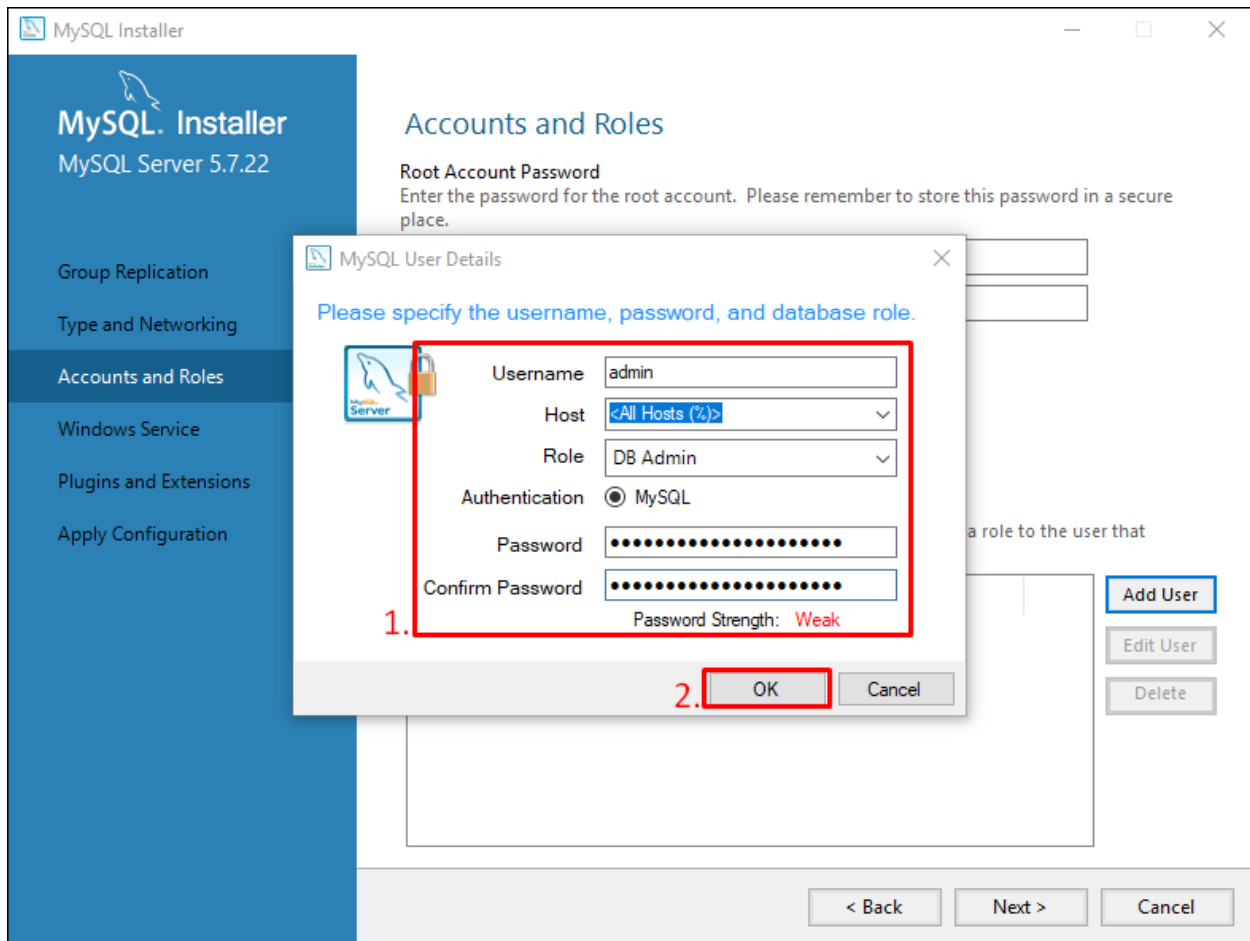 MySQL Installer
MySQL. Installer
MySQL Server 5.7.22
Group Replication
Type and Networking
Accounts and Roles
Windows Service
Plugins and Extensions
Apply Configuration
Accounts and Roles
Root Account Password
Enter the password for the root account. Please remember to store this password in a secure
place.
MySQL User Details
Please specify the username, password, and database role.
MySQL
Server
Username admin
Host <All Hosts (%)>
Role DB Admin
Authentication MySQL
Password ●●●●●●●●●●●●●●●●●●●●●
Confirm Password ●●●●●●●●●●●●●●●●●●●●●
1.
Password Strength: Weak
2.
OK Cancel
a role to the user that
Add User
Edit User
Delete
< Back Next > Cancel